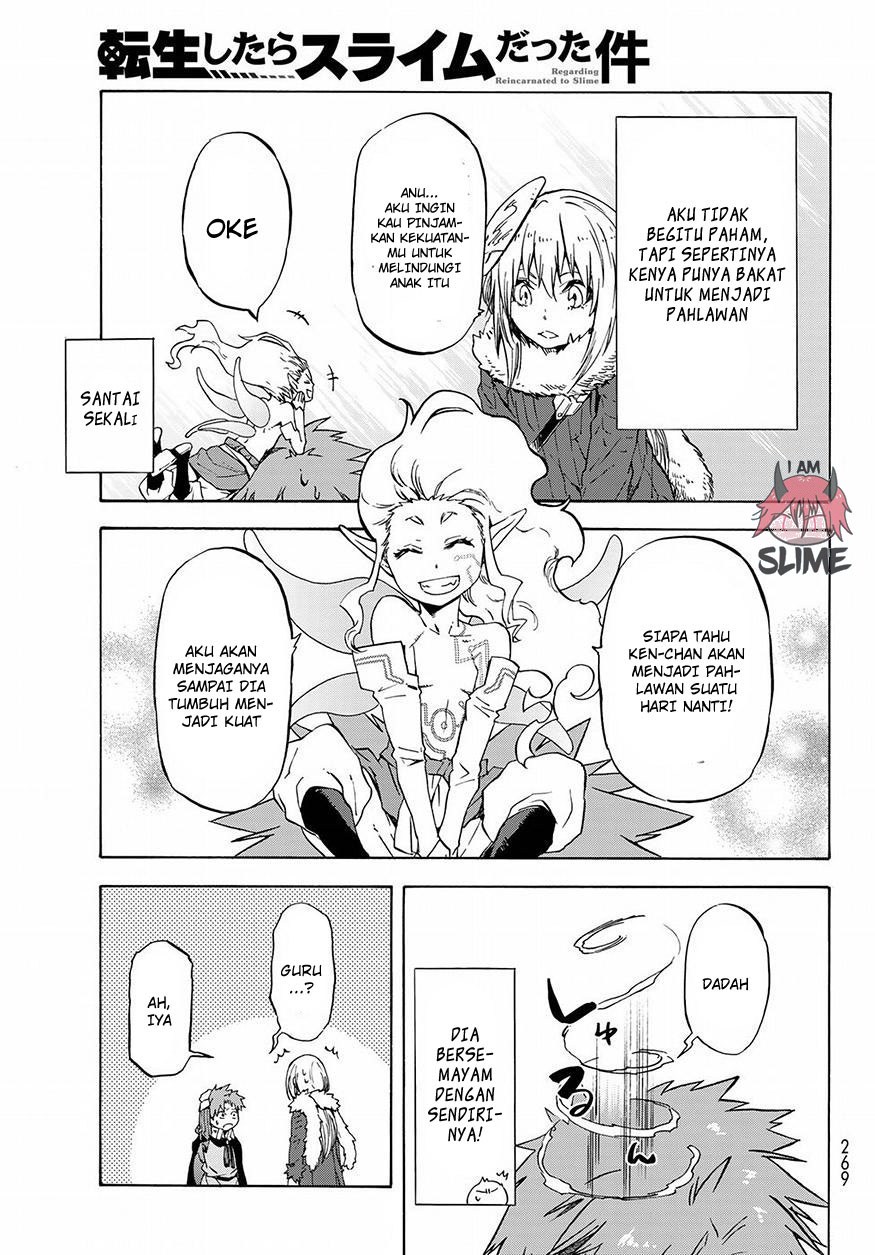 転生したらスライムだった件
Regarding
Reincarnated to Slime
AKU TIDAK
BEGITU PAHAM,
TAPI SEPERTINYA
KENYA PUNYA BAKAT
UNTUK MENJADI
PAHLAWAN
ANU...
AKU INGIN
KAU PINJAM-
KAN KEKUATAN-
MU UNTUK
MELINDUNGI
ANAK ITU
OKE
SANTAI
SEKALI
I AM
SLIME
SIAPA TAHU
KEN-CHAN AKAN
MENJADI PAH-
LAWAN SUATU
HARI NANTI!
AKU AKAN
MENJAGANYA
SAMPAI DIA
TUMBUH MEN-
JADI KUAT
DADAH
しゅるん
DIA
BERSE-
MAYAM
DENGAN
SENDIRI-
NYA!
GURU
...?
AH,
IYA
269